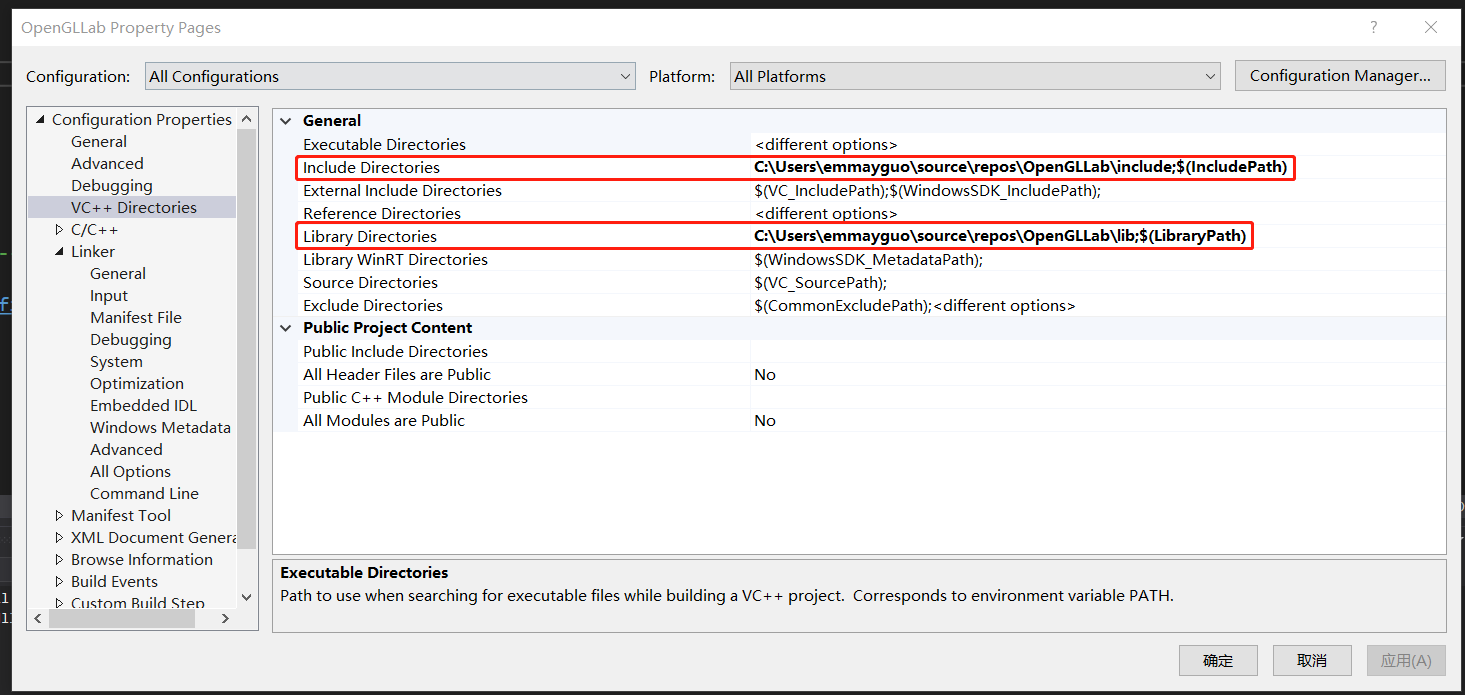 OpenGLLab Property Pages
Configuration: All Configurations Platform: All Platforms Configuration Manager...
Configuration Properties
General
Advanced
Debugging
VC++ Directories
C/C++
Linker
General
Input
Manifest File
Debugging
System
Optimization
Embedded IDL
Windows Metadata
Advanced
All Options
Command Line
Manifest Tool
XML Document Genera
Browse Information
Build Events
Custom Build Step
General
Executable Directories <different options>
Include Directories C:\Users\emmayguo\source\repos\OpenGLLab\include;$(IncludePath)
External Include Directories $(VC_IncludePath);$(WindowsSDK_IncludePath);
Reference Directories <different options>
Library Directories C:\Users\emmayguo\source\repos\OpenGLLab\lib;$(LibraryPath)
Library WinRT Directories $(WindowsSDK_MetadataPath);
Source Directories $(VC_SourcePath);
Exclude Directories $(CommonExcludePath);<different options>
Public Project Content
Public Include Directories
All Header Files are Public No
Public C++ Module Directories
All Modules are Public No
Executable Directories
Path to use when searching for executable files while building a VC++ project. Corresponds to environment variable PATH.
确定 取消 应用(A)